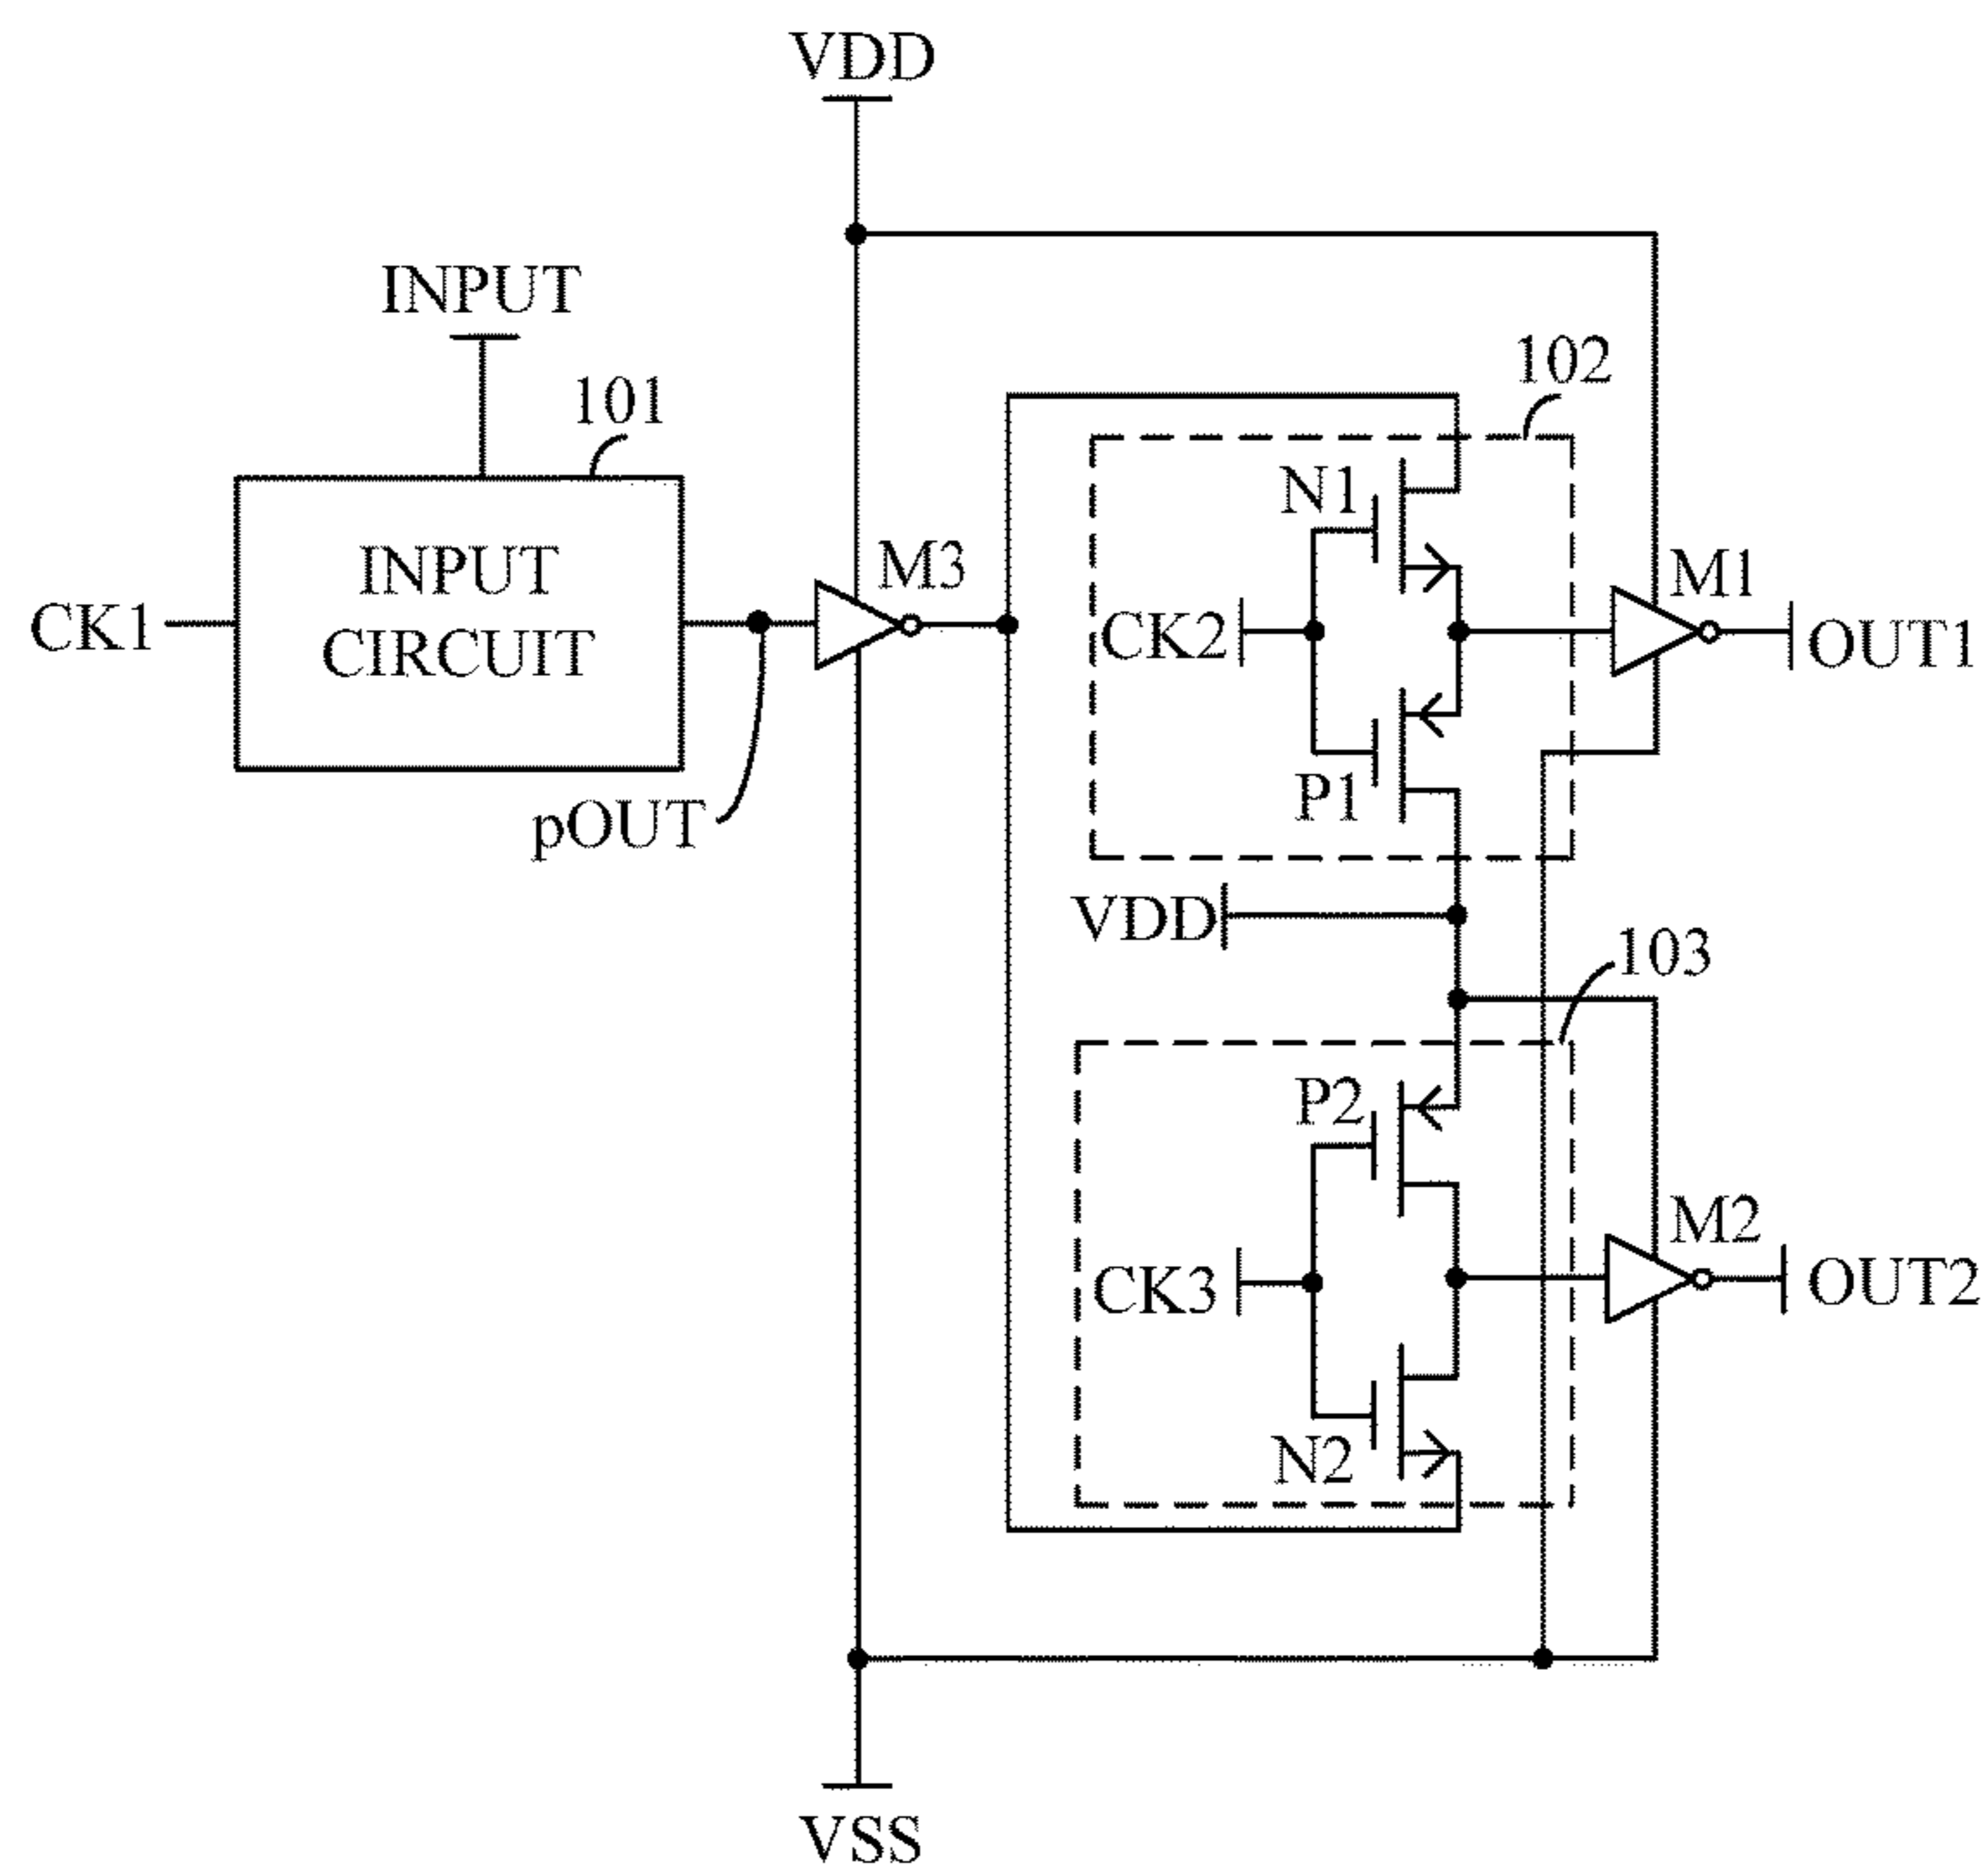 VDD
INPUT
102
101
N1
M3
M1
INPUT
CIRCUIT
CK1
CK2
OUT1
P1
pOUT
VDD
103
P2
M2
CK3
OUT2
N2
VSS